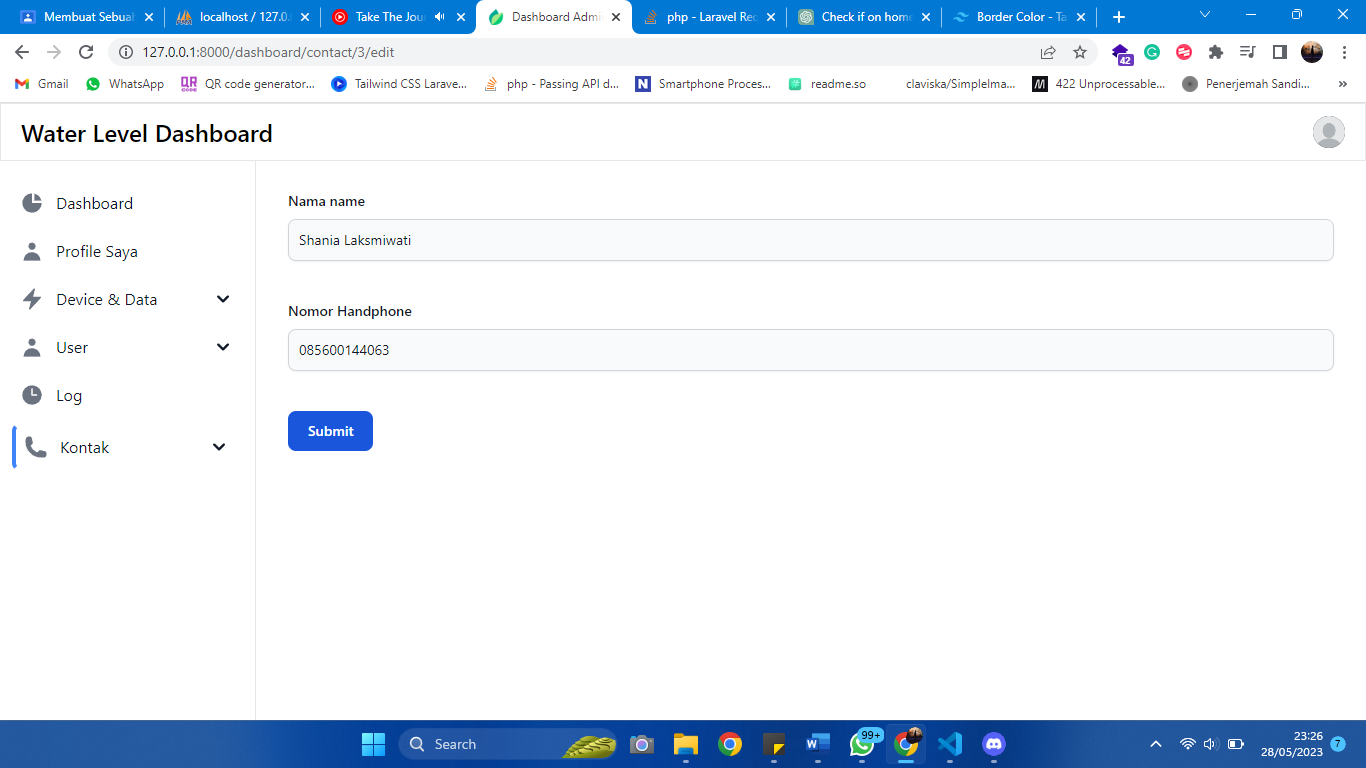 Membuat Sebuah
localhost / 127.0.
Take The Jou
Dashboard Admi
php - Laravel Rec
Check if on home
Border Color - Ta
127.0.0.1:8000/dashboard/contact/3/edit
42
Gmail
WhatsApp
QR CODE
QR code generator...
Tailwind CSS Larave...
php - Passing API d...
N
Smartphone Proces...
readme.so
claviska/SimpleIma...
422 Unprocessable...
Penerjemah Sandi...
»
Water Level Dashboard
Dashboard
Profile Saya
Device & Data
User
Log
Kontak
Nama name
Shania Laksmiwati
Nomor Handphone
085600144063
Submit
Search
W
99+
23:26
28/05/2023
7